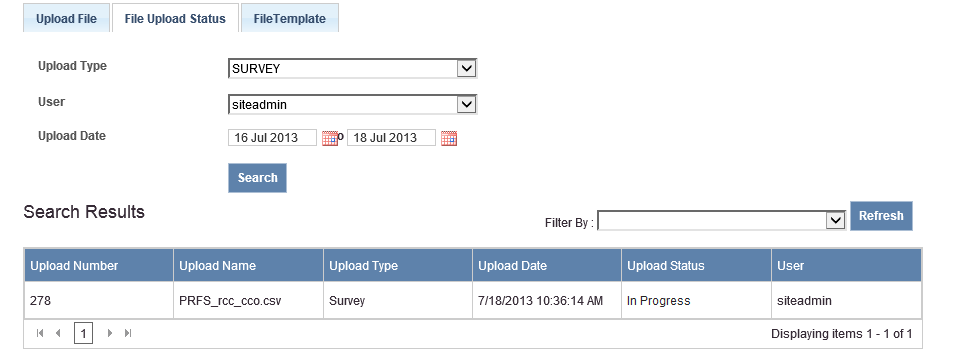 Upload File File Upload Status FileTemplate
Upload Type SURVEY
User siteadmin
Upload Date 16 Jul 2013 o 18 Jul 2013
Search
Search Results
Filter By : Refresh
Upload Number Upload Name Upload Type Upload Date Upload Status User
278 PRFS_rcc_cco.csv Survey 7/18/2013 10:36:14 AM In Progress siteadmin
1 Displaying items 1 - 1 of 1